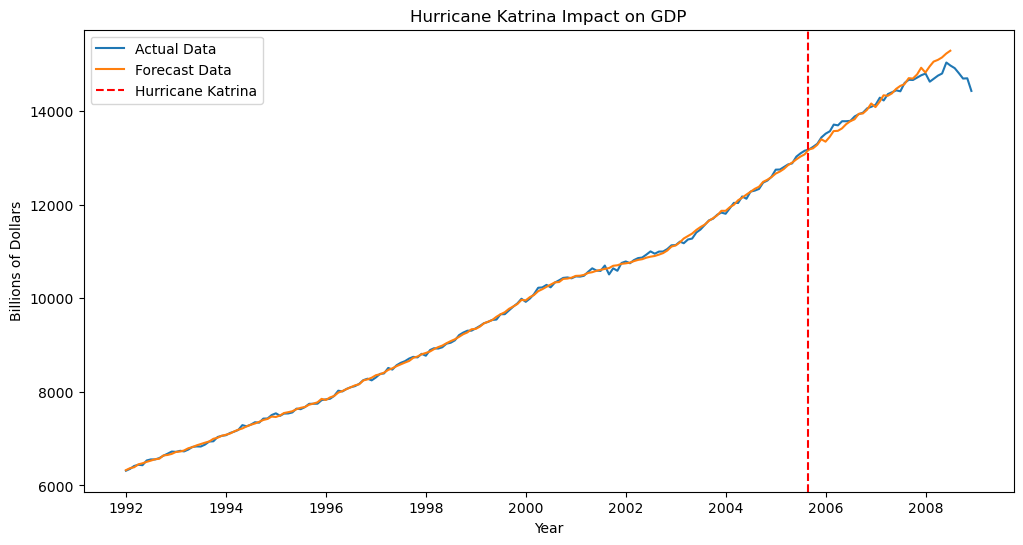 Hurricane Katrina Impact on GDP
Actual Data
Forecast Data
Hurricane Katrina
Billions of Dollars
14000
12000
10000
8000
6000
1992 1994 1996 1998 2000 2002 2004 2006 2008
Year